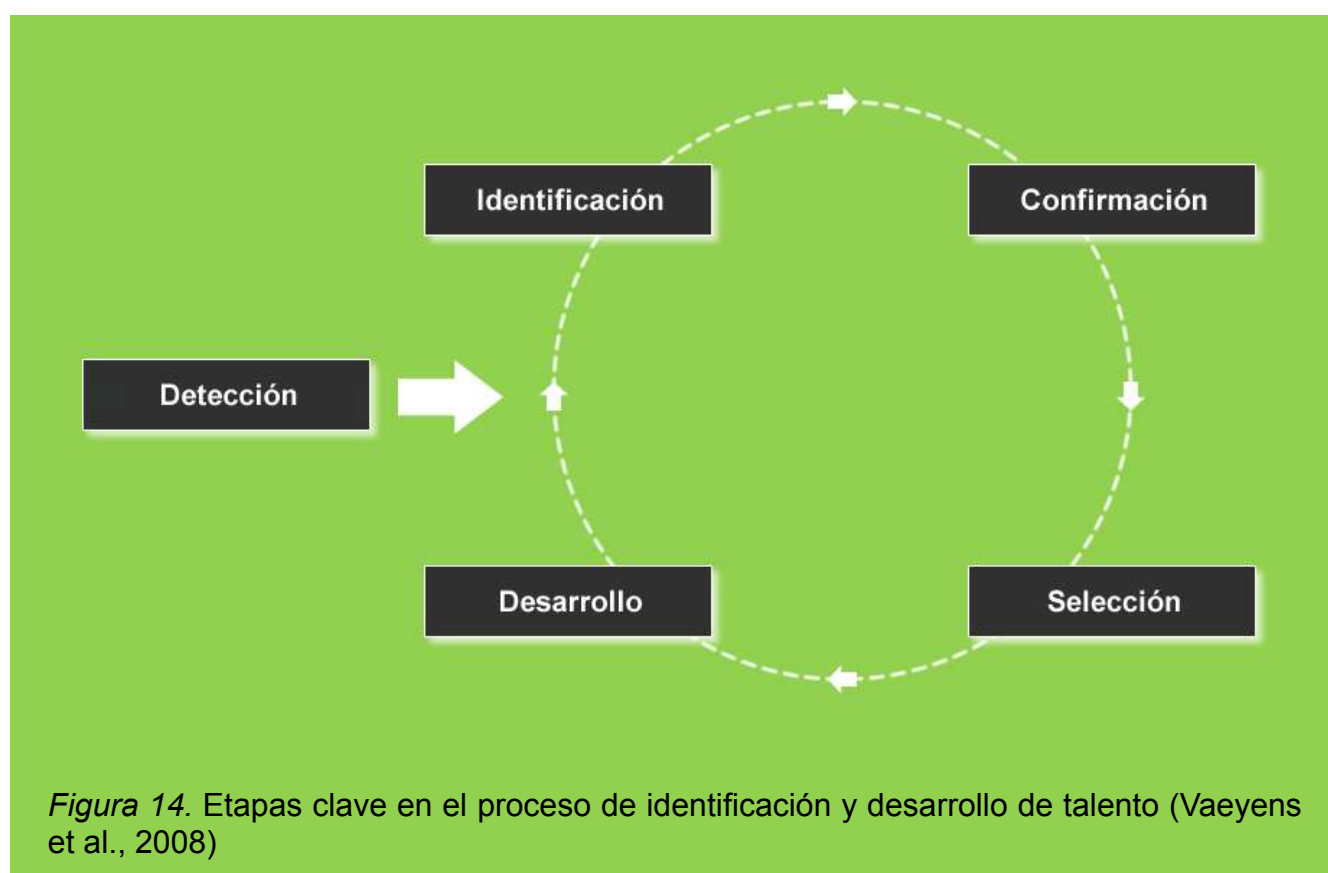 Identificación
Confirmación
Detección
Desarrollo
Selección
Figura 14. Etapas clave en el proceso de identificación y desarrollo de talento (Vaeyens
et al., 2008)